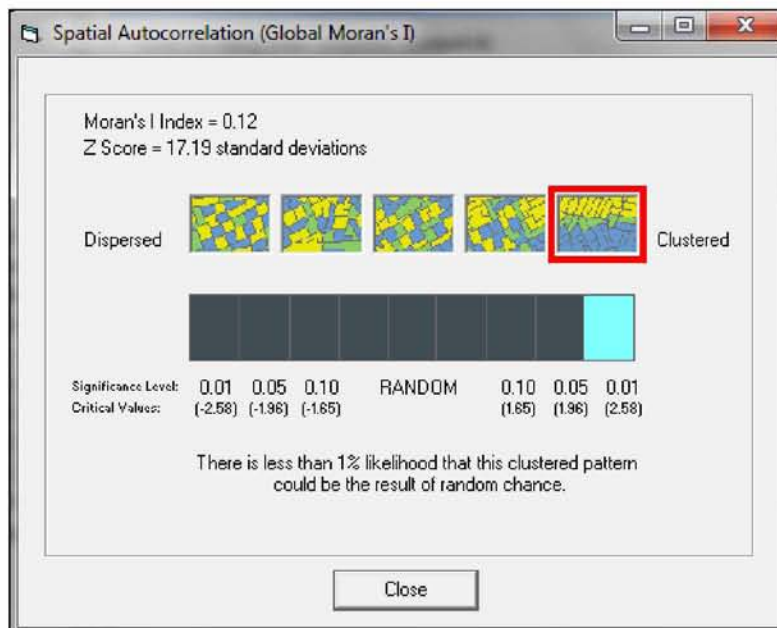 Spatial Autocorrelation (Global Moran's I)
Moran's I Index = 0.12
Z Score = 17.19 standard deviations
Dispersed
Clustered
Significance Level: 0.01 0.05 0.10 RANDOM 0.10 0.05 0.01
Critical Values: (-2.58) (-1.96) (-1.65) (1.65) (1.96) (2.58)
There is less than 1% likelihood that this clustered pattern
could be the result of random chance.
Close